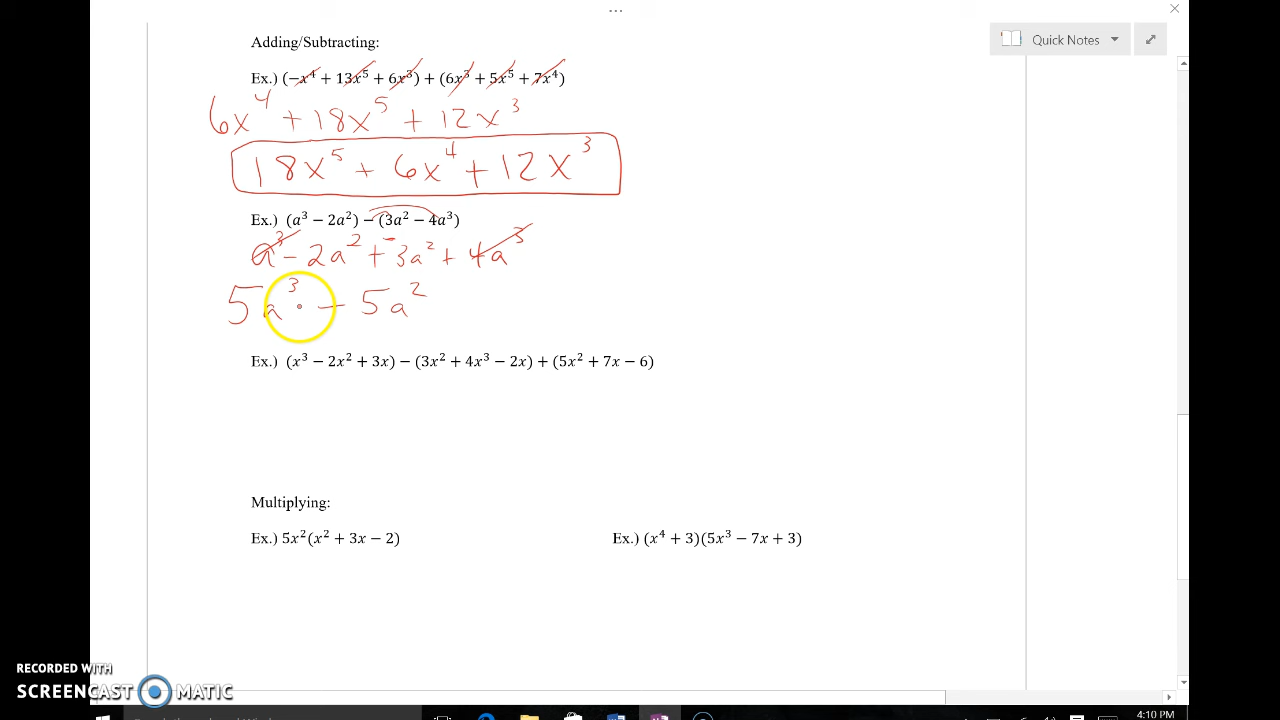 ...
Quick Notes
Adding/Subtracting:
Ex.) (−x⁴ + 13x⁵ + 6x³) + (6x³ + 5x⁵ + 7x⁴)
6x⁴ + 18x⁵ + 12x³
18x⁵ + 6x⁴ + 12x³
Ex.) (a³ − 2a²) − (3a² − 4a³)
a³ − 2a² + −3a² + 4a³
5a³ − 5a²
Ex.) (x³ − 2x² + 3x) − (3x² + 4x³ − 2x) + (5x² + 7x − 6)
Multiplying:
Ex.) 5x²(x² + 3x − 2)
Ex.) (x⁴ + 3)(5x³ − 7x + 3)
RECORDED WITH
SCREENCAST MATIC
4:10 PM